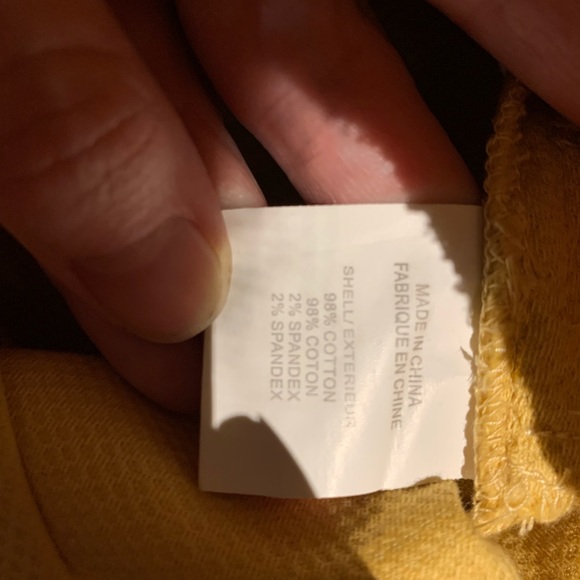 MADE IN CHINA
FABRIQUE EN CHINE
SHELL/ EXTERIEUR
98% COTTON
98% COTON
2% SPANDEX
2% SPANDEX